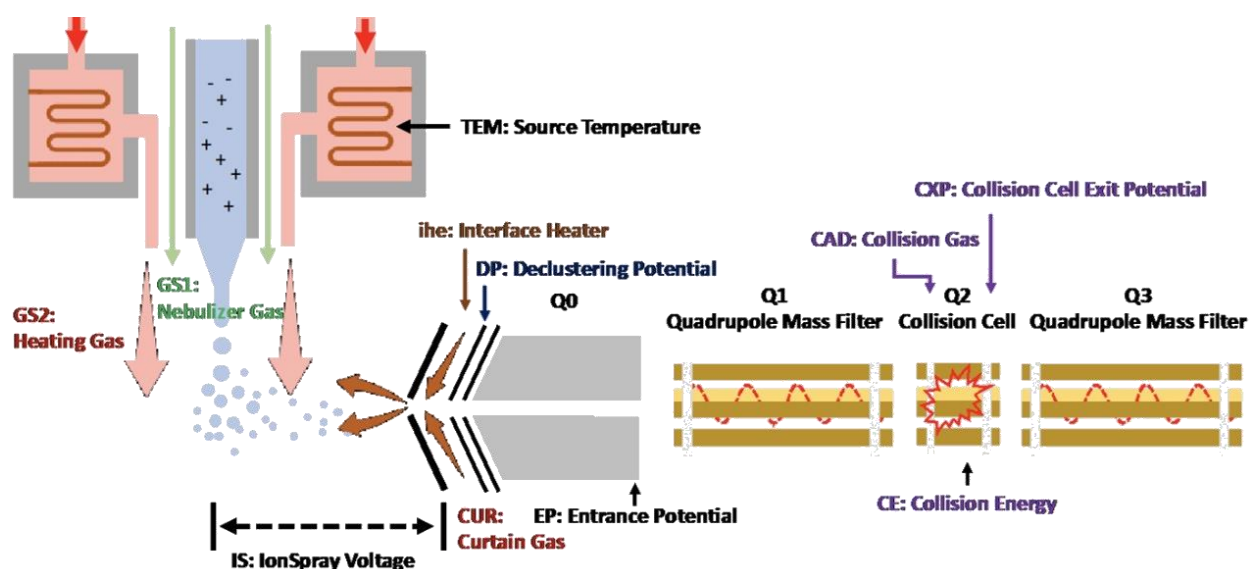 TEM: Source Temperature
CXP: Collision Cell Exit Potential
ihe: Interface Heater
CAD: Collision Gas
DP: Declustering Potential
GS1:
Nebulizer Gas
GS2:
Heating Gas
Q0
Q1
Quadrupole Mass Filter
Q2
Collision Cell
Q3
Quadrupole Mass Filter
CE: Collision Energy
CUR:
Curtain Gas
EP: Entrance Potential
IS: IonSpray Voltage